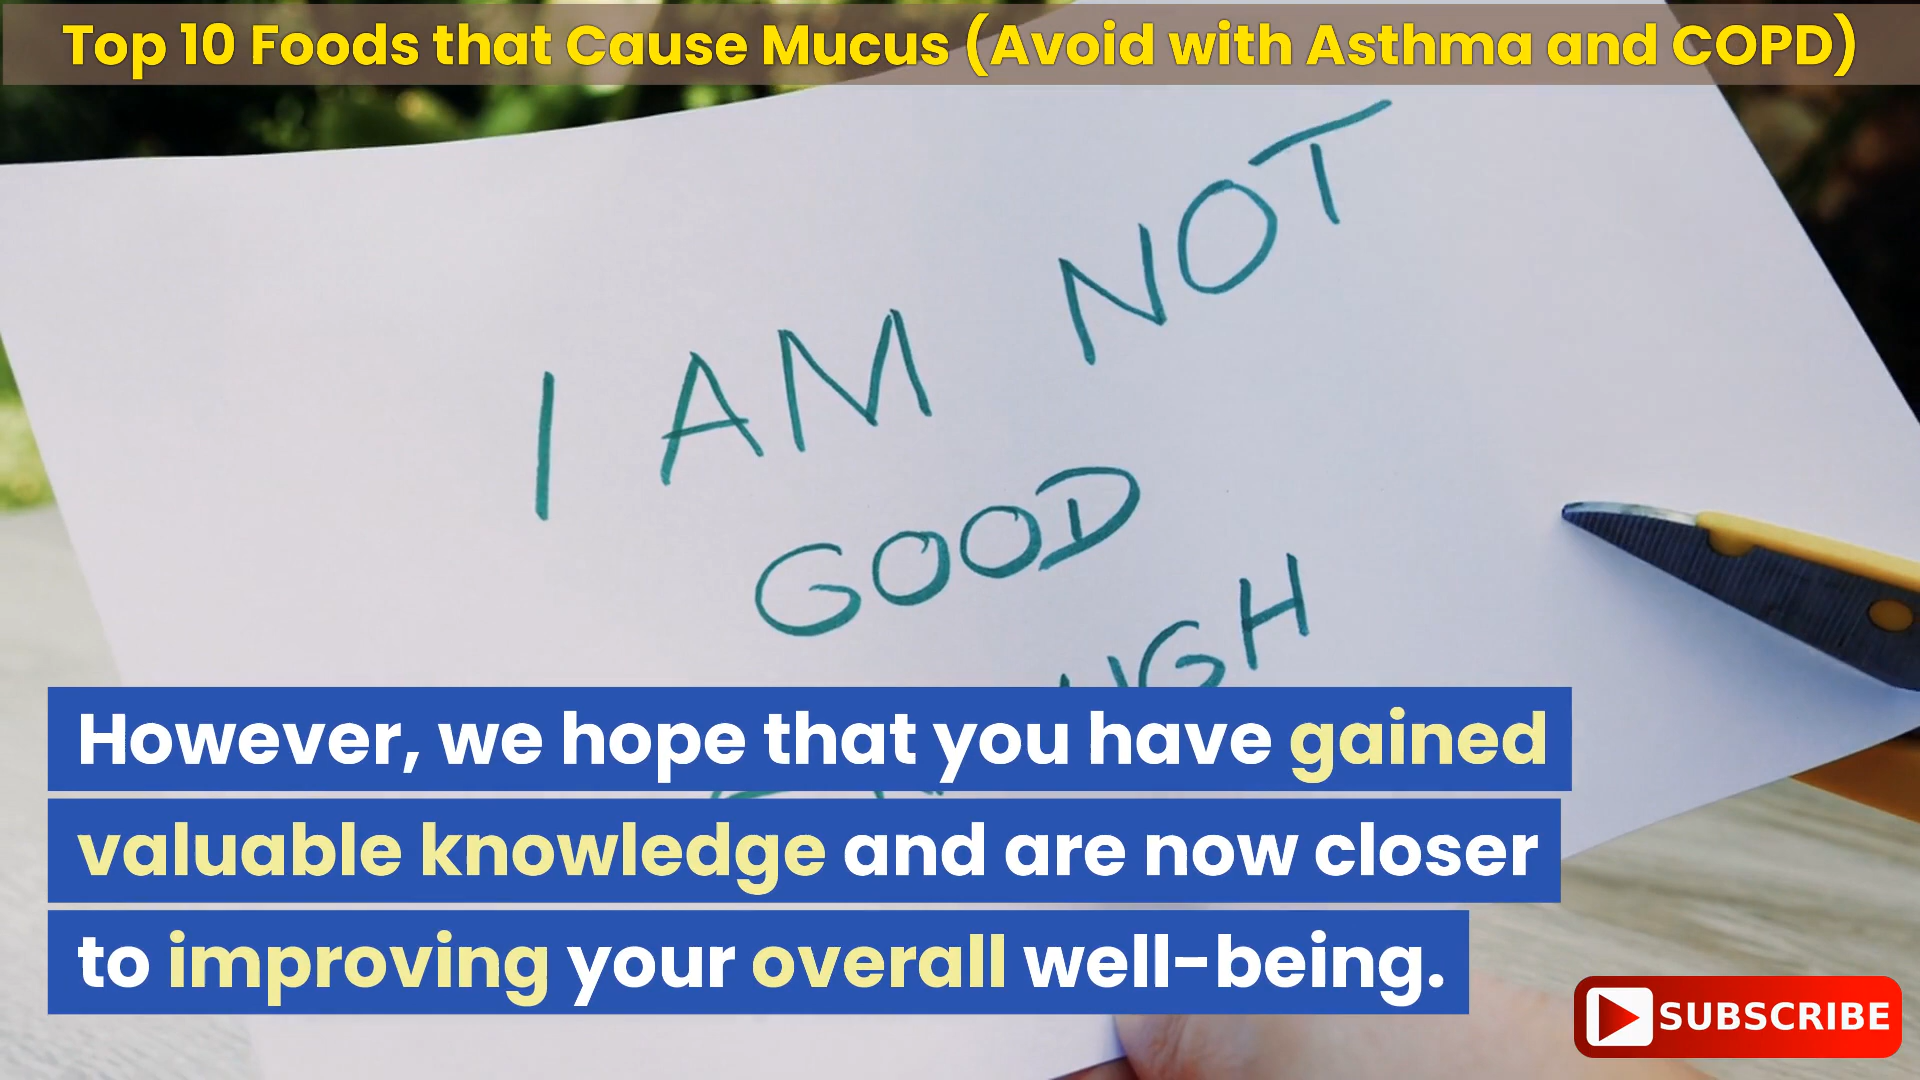 Top 10 Foods that Cause Mucus (Avoid with Asthma and COPD)
I AM NOT
GOOD
However, we hope that you have gained
valuable knowledge and are now closer
to improving your overall well-being.
SUBSCRIBE